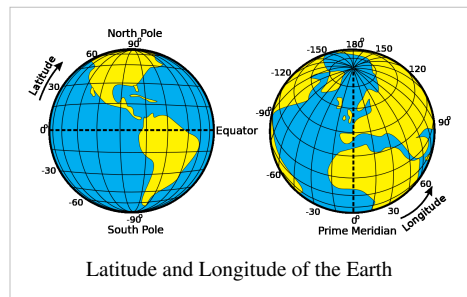 North Pole
90°
60
Latitude
30
0°
Equator
-30
-60
-90°
South Pole
180°
-150
150
-120
120
-90°
90°
-60
60
-30
30
0°
Longitude
Prime Meridian
Latitude and Longitude of the Earth